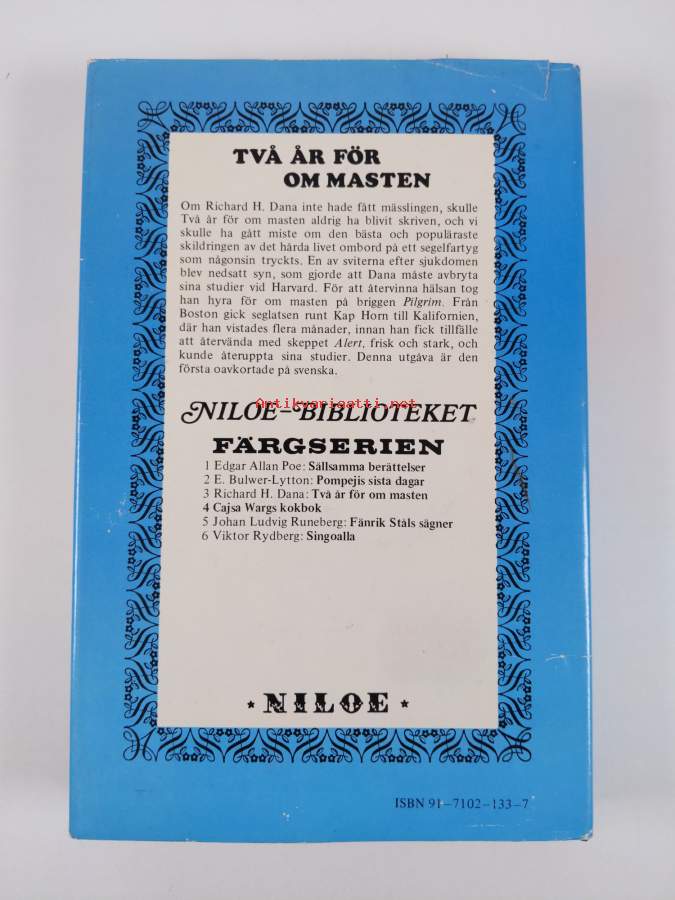 TVÅ ÅR FÖR
OM MASTEN
Om Richard H. Dana inte hade fått mässlingen, skulle
Två år för om masten aldrig ha blivit skriven, och vi
skulle ha gått miste om den bästa och populäraste
skildringen av det hårda livet ombord på ett segelfartyg
som någonsin tryckts. En av sviterna efter sjukdomen
blev nedsatt syn, som gjorde att Dana måste avbryta
sina studier vid Harvard. För att återvinna hälsan tog
han hyra för om masten på briggen Pilgrim. Från
Boston gick seglatsen runt Kap Horn till Kalifornien,
där han vistades flera månader, innan han fick tillfälle
att återvända med skeppet Alert, frisk och stark, och
kunde återuppta sina studier. Denna utgåva är den
första oavkortade på svenska.
Antikvariaatti.net
NILOE-BIBLIOTEKET
FÄRGSERIEN
1 Edgar Allan Poe: Sällsamma berättelser
2 E. Bulwer-Lytton: Pompejis sista dagar
3 Richard H. Dana: Två år för om masten
4 Cajsa Wargs kokbok
5 Johan Ludvig Runeberg: Fänrik Ståls sägner
6 Viktor Rydberg: Singoalla
* NILOE *
ISBN 91-7102-133-7